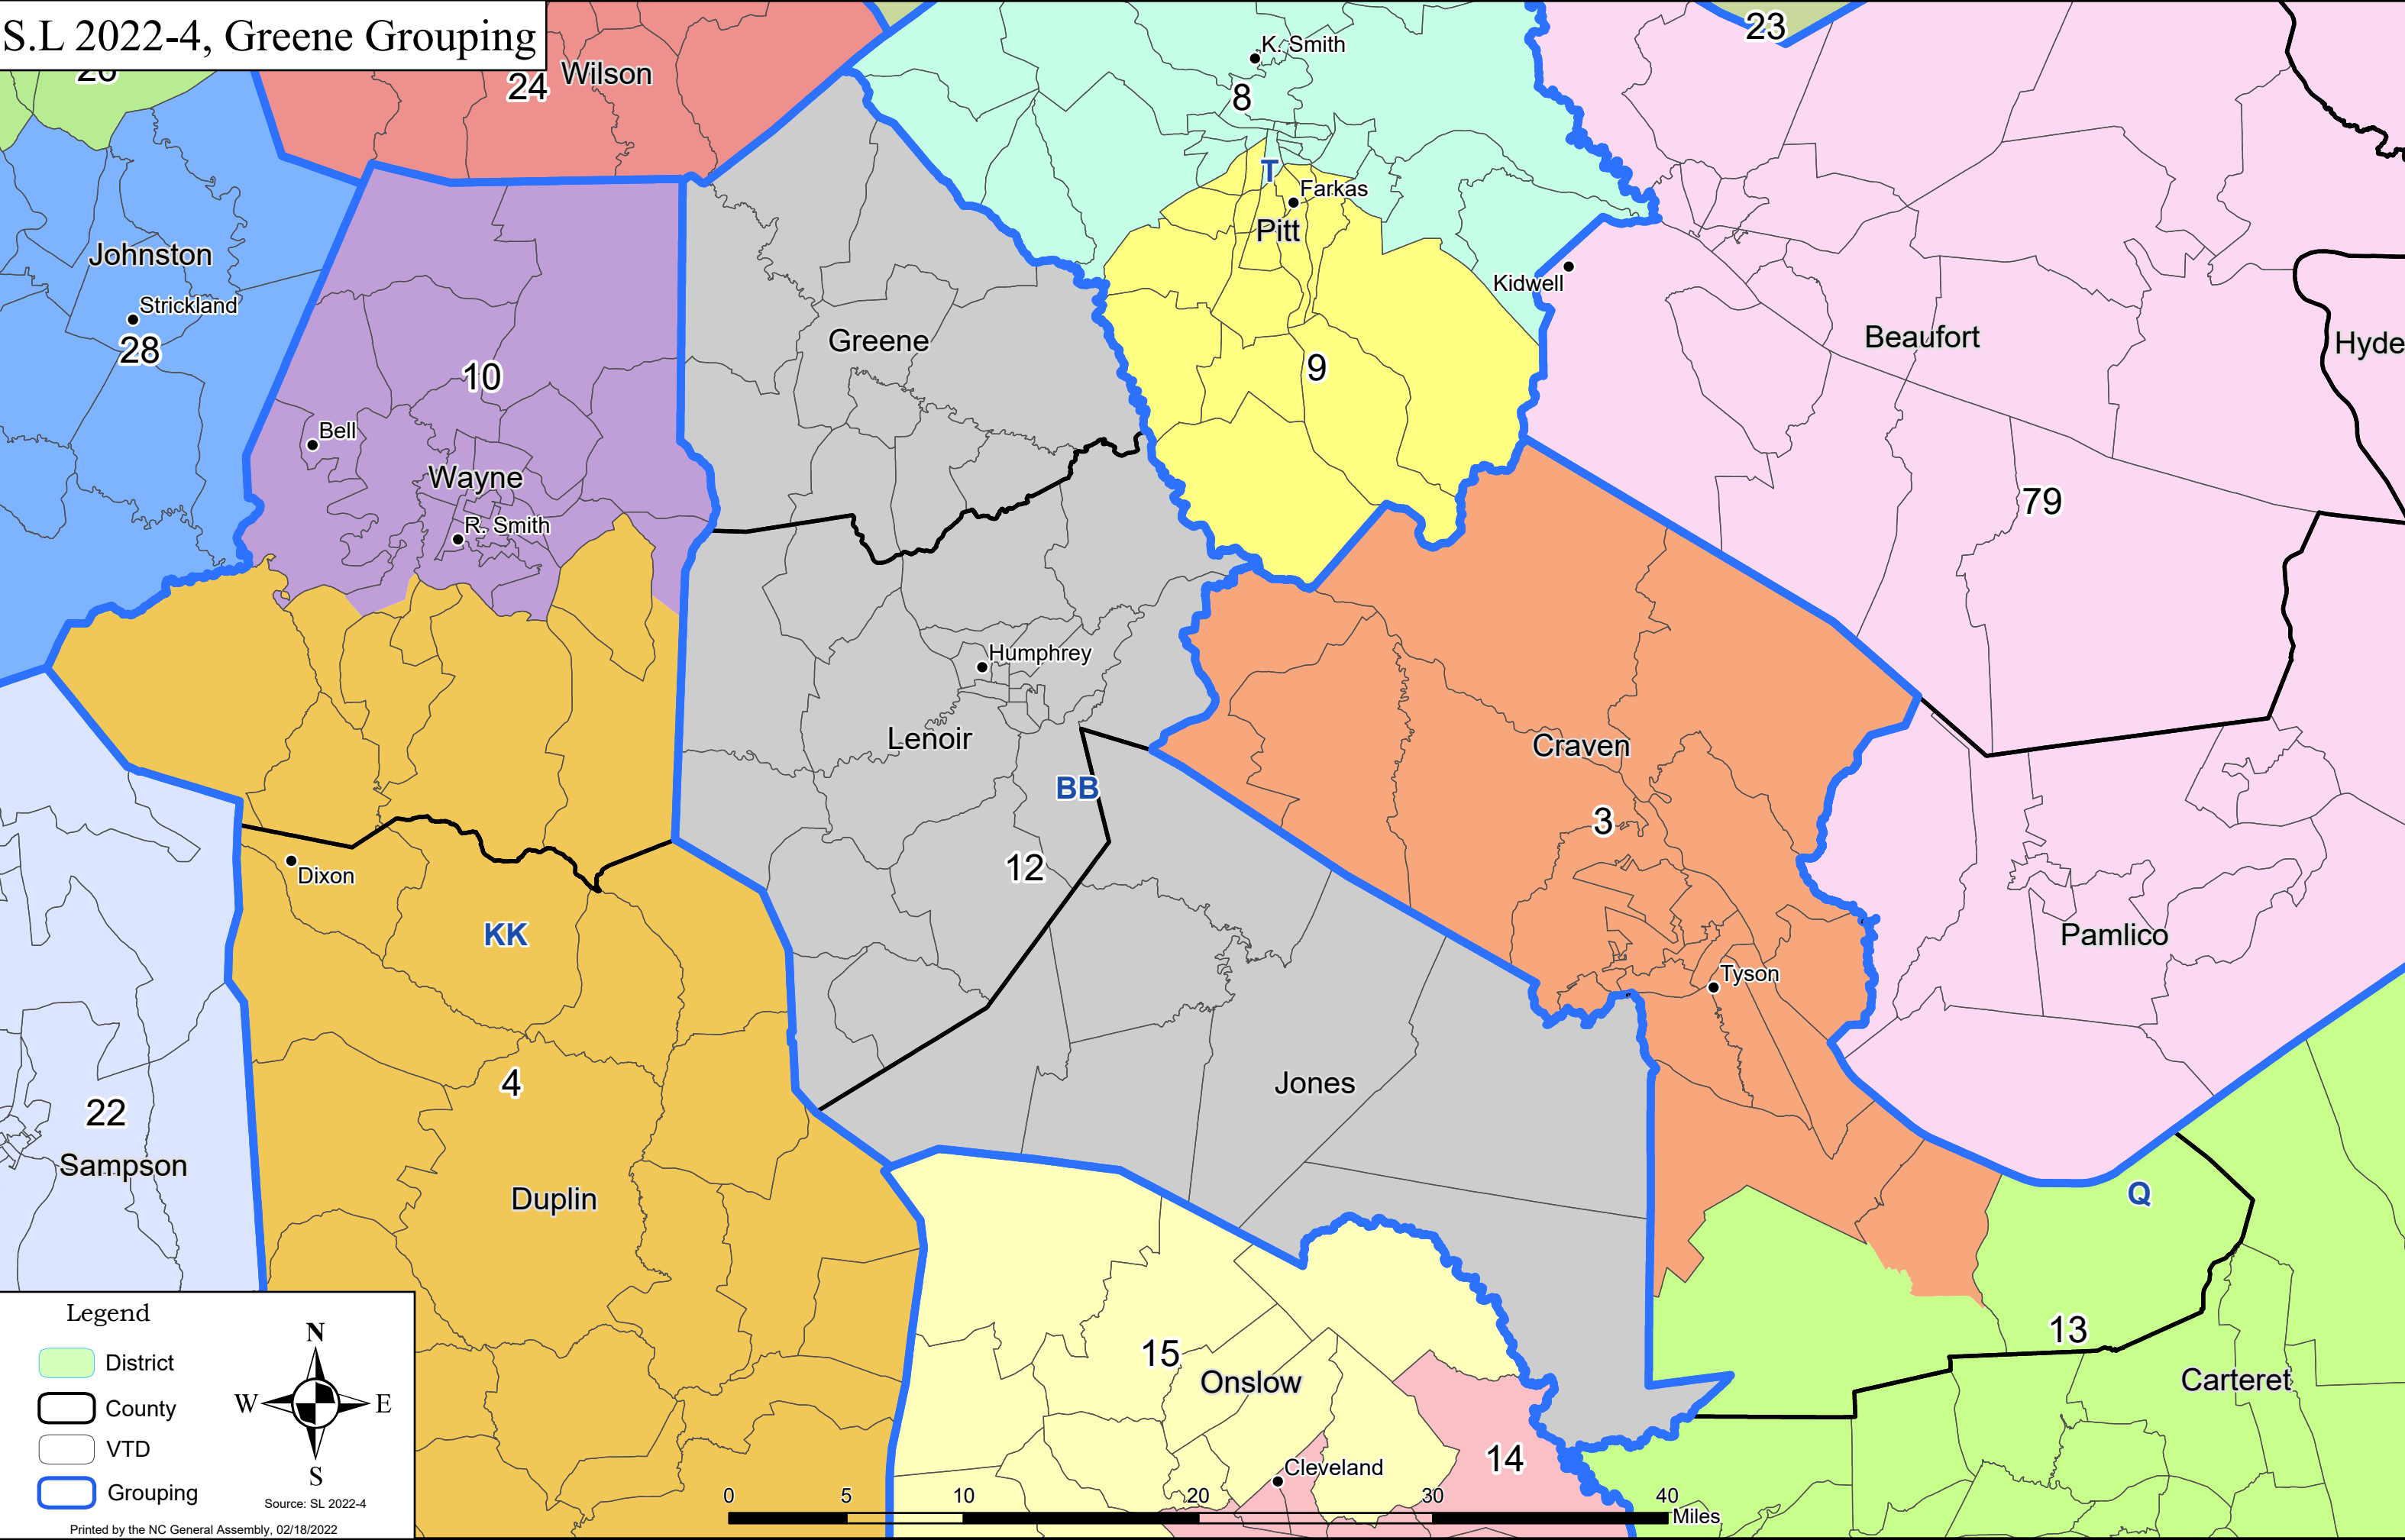 S.L 2022-4, Greene Grouping
23
K. Smith
26
24
Wilson
8
T
Farkas
Pitt
Johnston
Kidwell
Strickland
28
Greene
Beaufort
Hyde
10
9
Bell
Wayne
79
R. Smith
Humphrey
Lenoir
Craven
BB
3
12
Dixon
KK
Pamlico
Tyson
4
Jones
22
Sampson
Duplin
Q
13
15
Onslow
Carteret
14
Cleveland
Legend
District
County
VTD
Grouping
N
W E
S
Source: SL 2022-4
Printed by the NC General Assembly, 02/18/2022
0 5 10 20 30 40
Miles